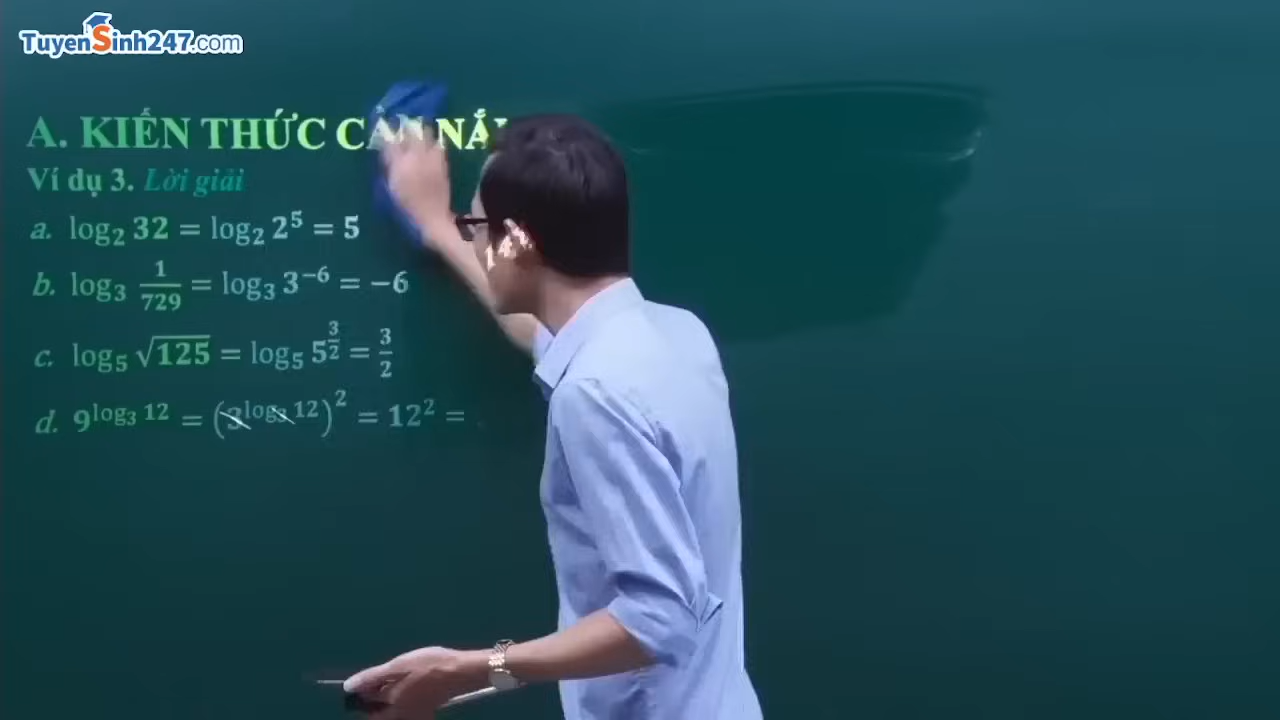 TuyenSinh247.com
A. KIẾN THỨC CẦN
Ví dụ 3. Lời giải
a. log₂ 32 = log₂ 2⁵ = 5
b. log₃ 1/729 = log₃ 3⁻⁶ = −6
c. log₅ √125 = log₅ 5^(3/2) = 3/2
d. 9^(log₃ 12) = (3^(log₃ 12))² = 12² =